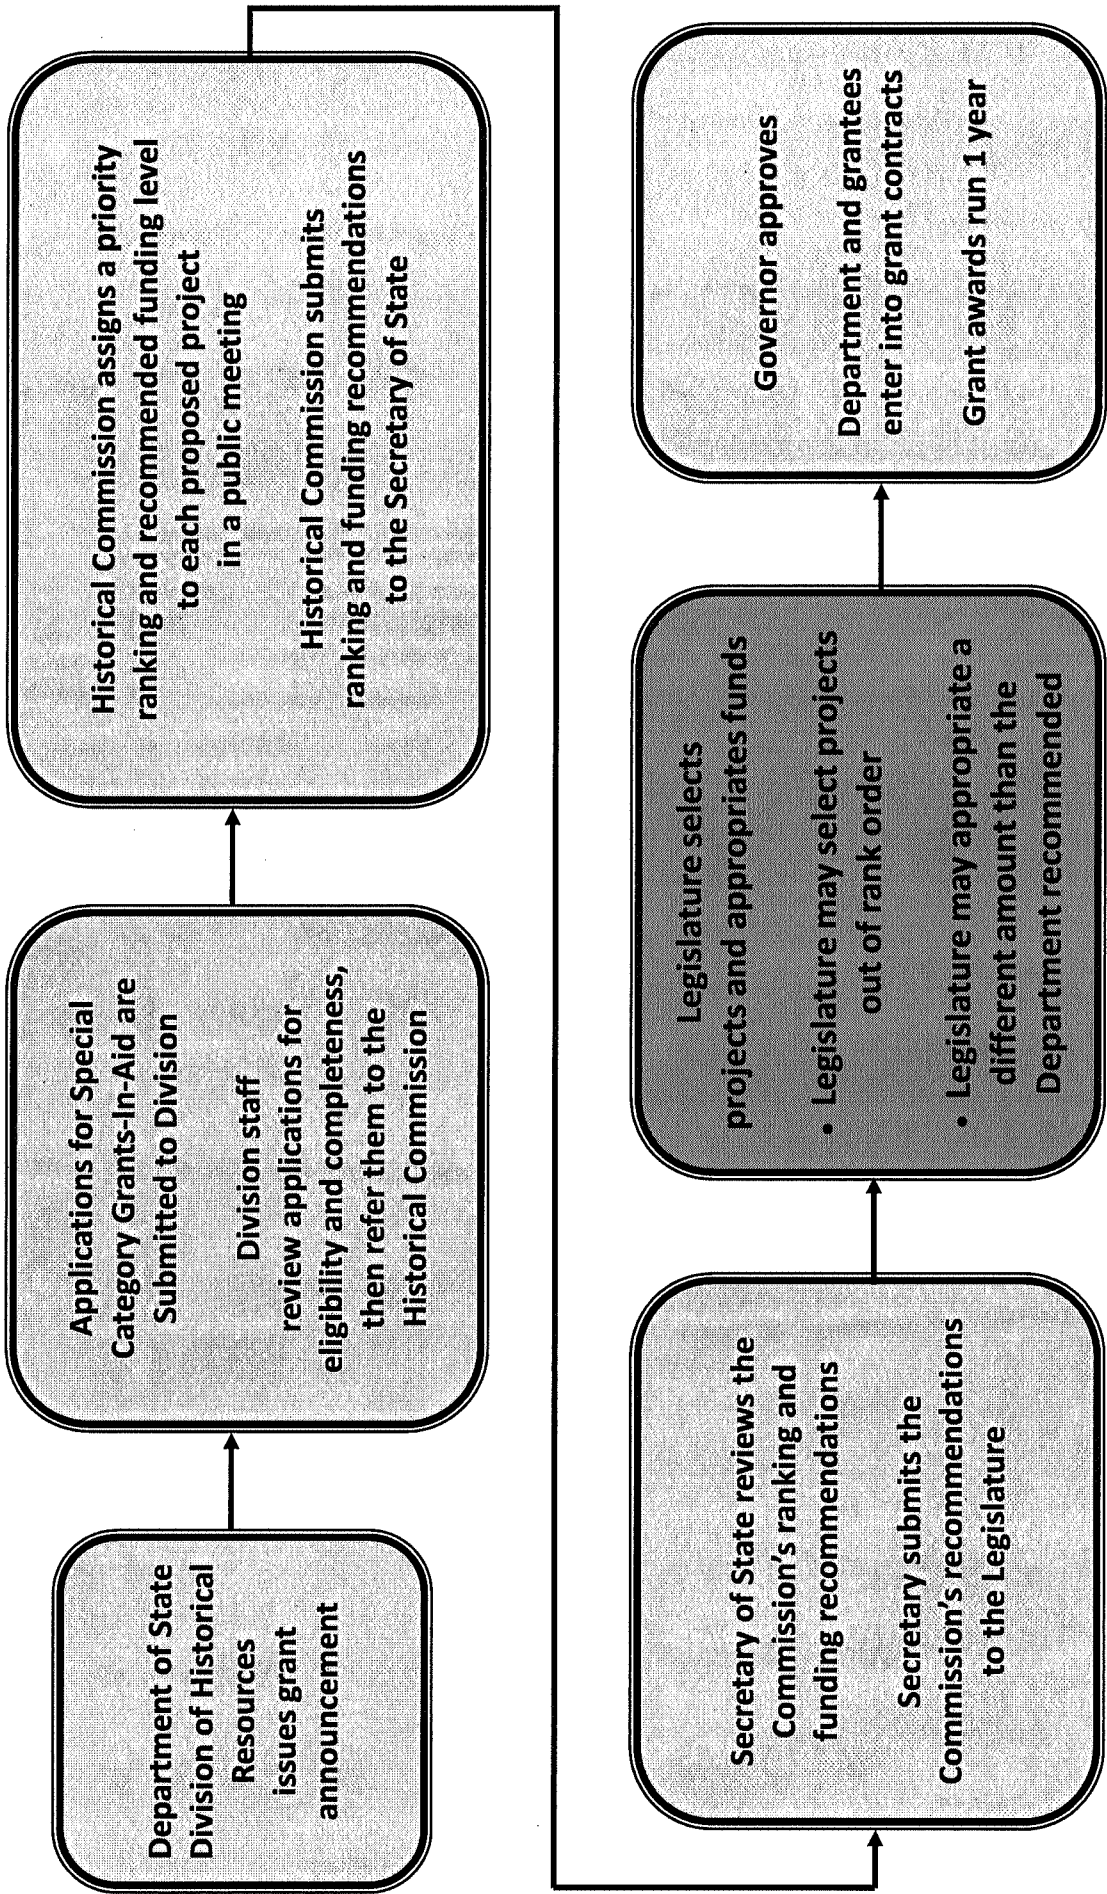 Department of State
Division of Historical
Resources
issues grant
announcement
Applications for Special
Category Grants-In-Aid are
Submitted to Division
Division staff
review applications for
eligibility and completeness,
then refer them to the
Historical Commission
Historical Commission assigns a priority
ranking and recommended funding level
to each proposed project
in a public meeting
Historical Commission submits
ranking and funding recommendations
to the Secretary of State
Secretary of State reviews the
Commission's ranking and
funding recommendations
Secretary submits the
Commission's recommendations
to the Legislature
Legislature selects
projects and appropriates funds
• Legislature may select projects
out of rank order
• Legislature may appropriate a
different amount than the
Department recommended
Governor approves
Department and grantees
enter into grant contracts
Grant awards run 1 year